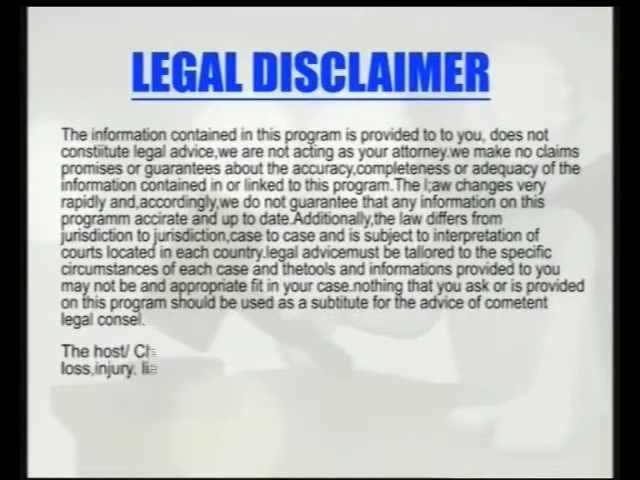 LEGAL DISCLAIMER
The information contained in this program is provided to to you, does not
constiitute legal advice,we are not acting as your attorney.we make no claims
promises or guarantees about the accuracy,completeness or adequacy of the
information contained in or linked to this program.The l;aw changes very
rapidly and,accordingly,we do not guarantee that any information on this
programm accirate and up to date.Additionally,the law differs from
jurisdiction to jurisdiction,case to case and is subject to interpretation of
courts located in each country.legal advicemust be tallored to the specific
circumstances of each case and thetools and informations provided to you
may not be and appropriate fit in your case.nothing that you ask or is provided
on this program should be used as a subtitute for the advice of cometent
legal consel.
The host/
loss,injury.